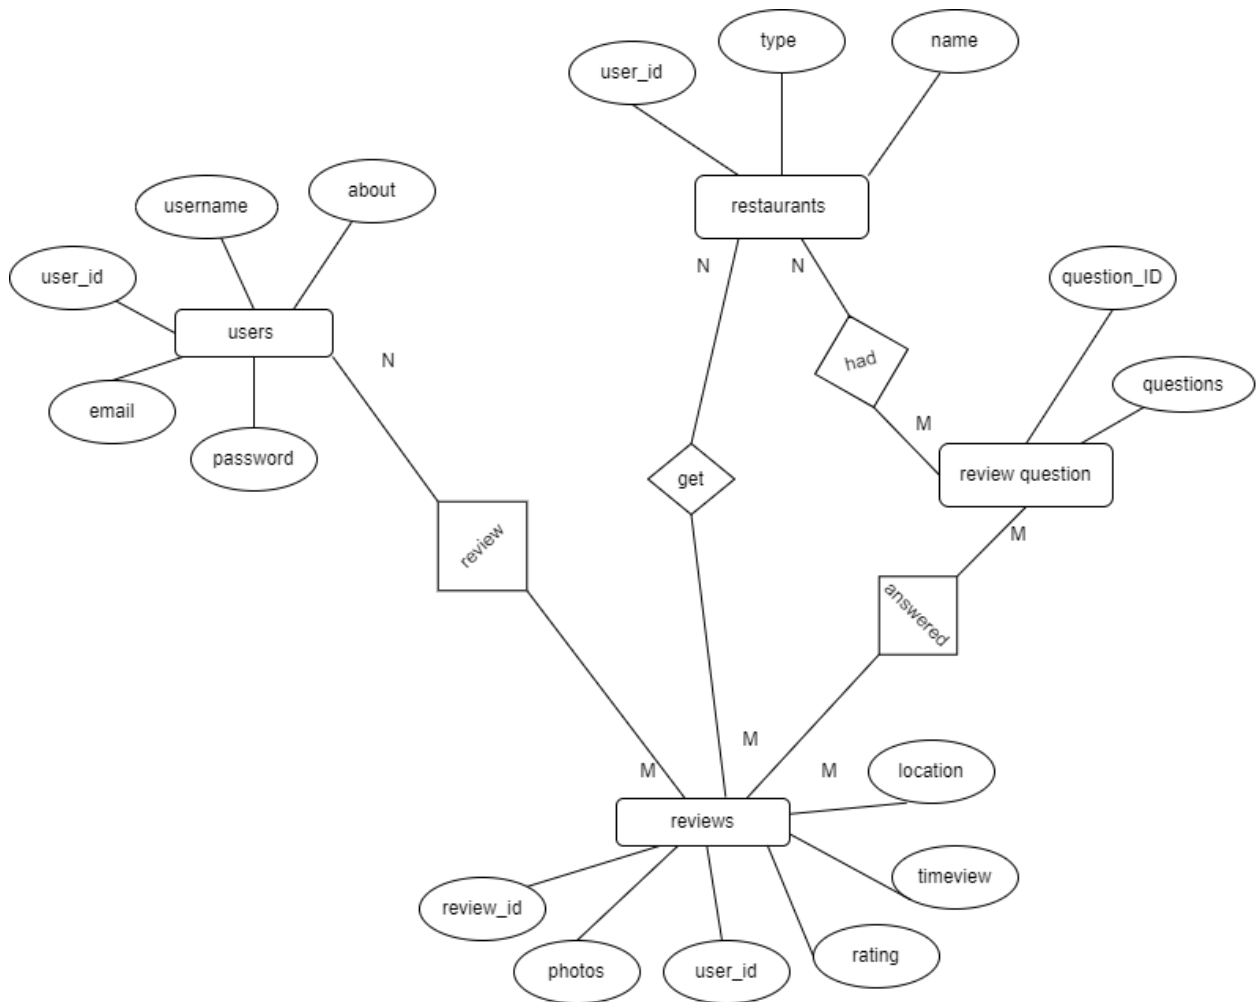 type
name
user_id
about
username
restaurants
user_id
question_ID
N
N
users
N
had
questions
email
M
password
get
review question
M
review
answered
M
M
M
location
reviews
timeview
review_id
rating
photos
user_id